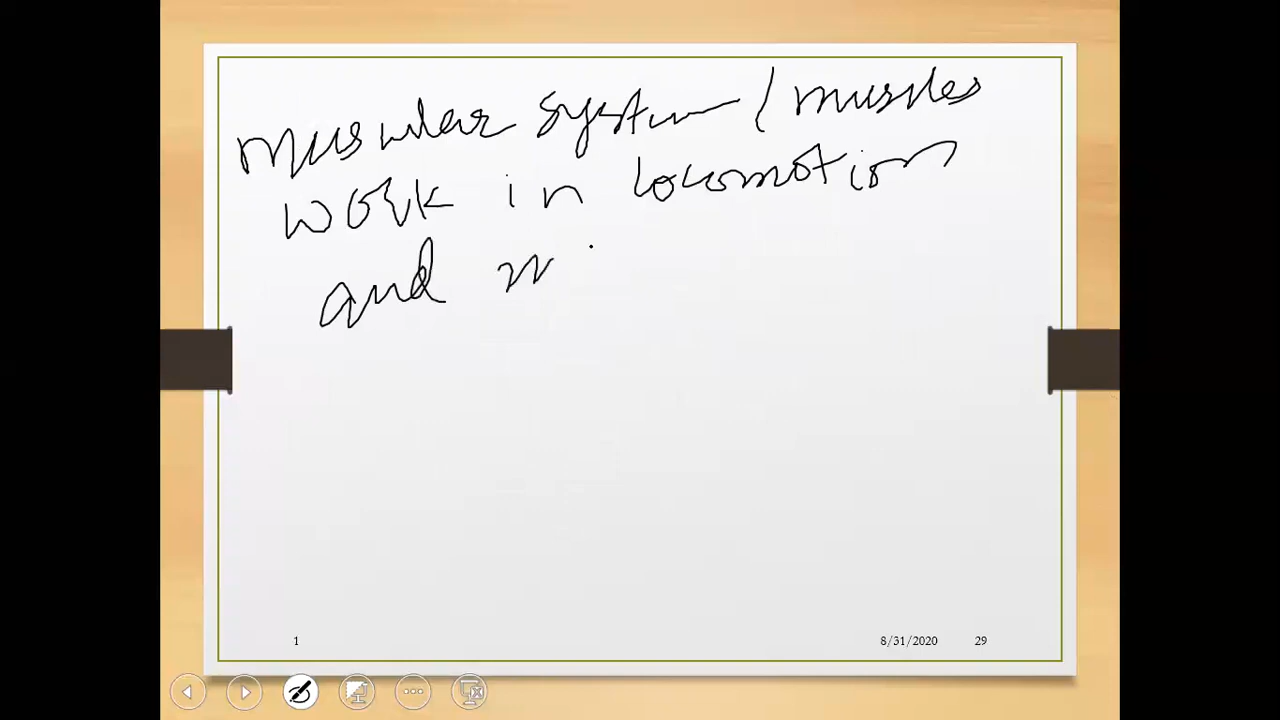 muscular system / muscles
work in locomotion
and
1
8/31/2020 29